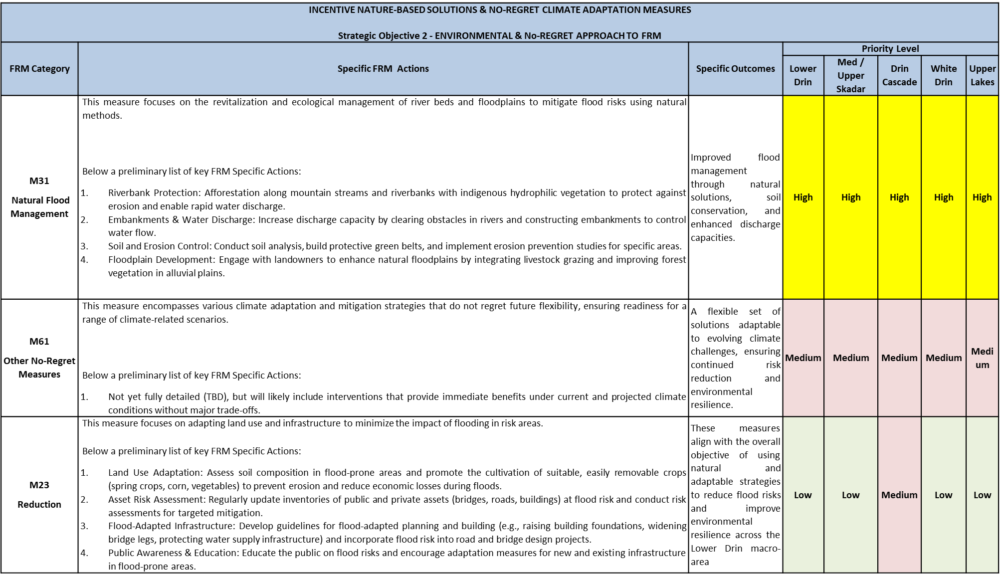 INCENTIVE NATURE-BASED SOLUTIONS & NO-REGRET CLIMATE ADAPTATION MEASURES
Strategic Objective 2 - ENVIRONMENTAL & No-REGRET APPROACH TO FRM
FRM Category
Specific FRM Actions
Specific Outcomes
Priority Level
Lower
Drin
Med /
Upper
Skadar
Drin
Cascade
White
Drin
Upper
Lakes
M31
Natural Flood
Management
This measure focuses on the revitalization and ecological management of river beds and floodplains to mitigate flood risks using natural
methods.
Below a preliminary list of key FRM Specific Actions:
1. Riverbank Protection: Afforestation along mountain streams and riverbanks with indigenous hydrophilic vegetation to protect against
erosion and enable rapid water discharge.
2. Embankments & Water Discharge: Increase discharge capacity by clearing obstacles in rivers and constructing embankments to control
water flow.
3. Soil and Erosion Control: Conduct soil analysis, build protective green belts, and implement erosion prevention studies for specific areas.
4. Floodplain Development: Engage with landowners to enhance natural floodplains by integrating livestock grazing and improving forest
vegetation in alluvial plains.
Improved flood
management
through natural
solutions, soil
conservation, and
enhanced discharge
capacities.
High
High
High
High
High
M61
Other No-Regret
Measures
This measure encompasses various climate adaptation and mitigation strategies that do not regret future flexibility, ensuring readiness for a
range of climate-related scenarios.
Below a preliminary list of key FRM Specific Actions:
1. Not yet fully detailed (TBD), but will likely include interventions that provide immediate benefits under current and projected climate
conditions without major trade-offs.
A flexible set of
solutions adaptable
to evolving climate
challenges, ensuring
continued risk
reduction and
environmental
resilience.
Medium
Medium
Medium
Medium
Medi
um
M23
Reduction
This measure focuses on adapting land use and infrastructure to minimize the impact of flooding in risk areas.
Below a preliminary list of key FRM Specific Actions:
1. Land Use Adaptation: Assess soil composition in flood-prone areas and promote the cultivation of suitable, easily removable crops
(spring crops, corn, vegetables) to prevent erosion and reduce economic losses during floods.
2. Asset Risk Assessment: Regularly update inventories of public and private assets (bridges, roads, buildings) at flood risk and conduct risk
assessments for targeted mitigation.
3. Flood-Adapted Infrastructure: Develop guidelines for flood-adapted planning and building (e.g., raising building foundations, widening
bridge legs, protecting water supply infrastructure) and incorporate flood risk into road and bridge design projects.
4. Public Awareness & Education: Educate the public on flood risks and encourage adaptation measures for new and existing infrastructure
in flood-prone areas.
These measures
align with the overall
objective of using
natural and
adaptable strategies
to reduce flood risks
and improve
environmental
resilience across the
Lower Drin macro-
area
Low
Low
Medium
Low
Low